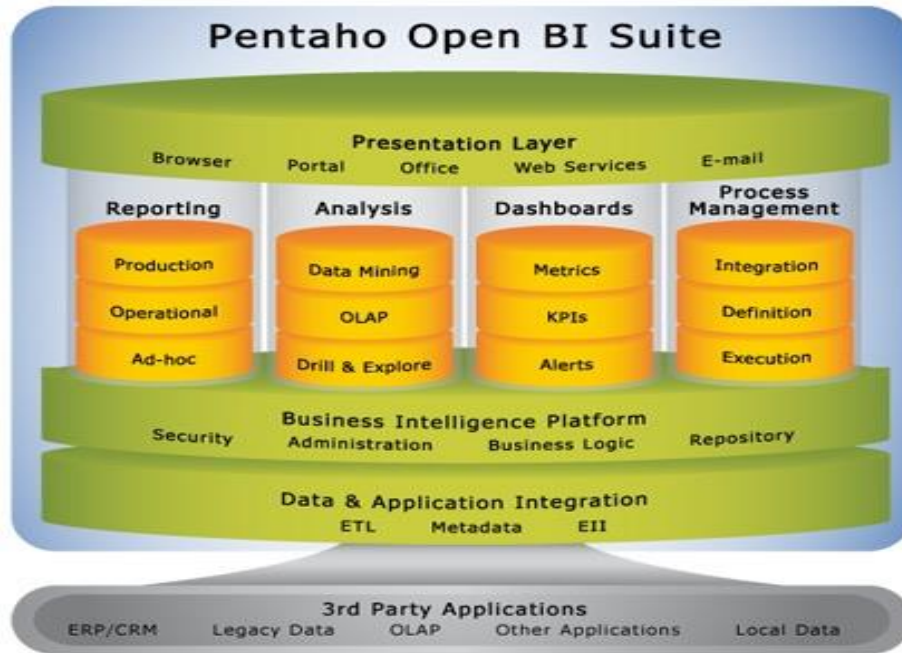 Pentaho Open BI Suite
Presentation Layer
Browser Portal Office Web Services E-mail
Reporting Analysis Dashboards Process Management
Production Data Mining Metrics Integration
Operational OLAP KPIs Definition
Ad-hoc Drill & Explore Alerts Execution
Business Intelligence Platform
Security Administration Business Logic Repository
Data & Application Integration
ETL Metadata EII
3rd Party Applications
ERP/CRM Legacy Data OLAP Other Applications Local Data